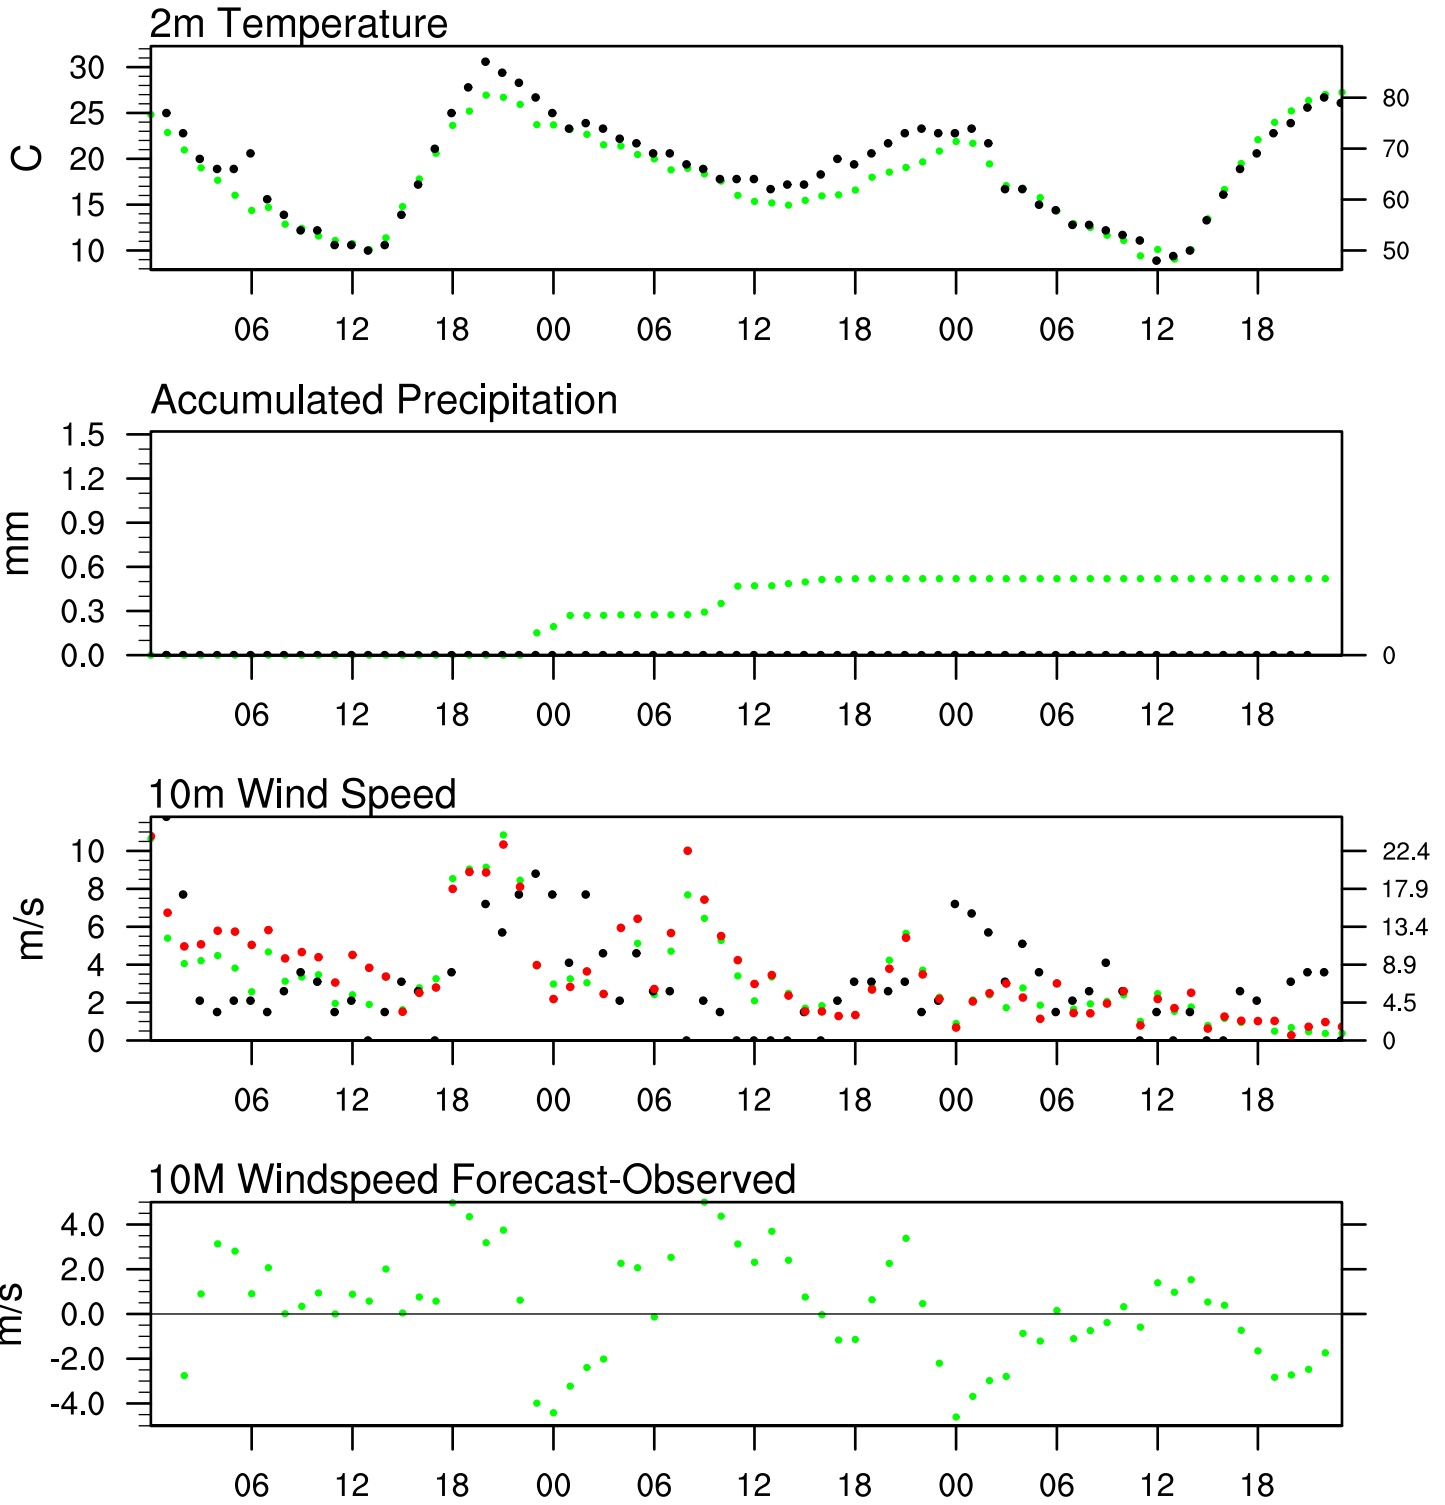 2m Temperature
30
25
20
15
10
C
80
70
60
50
06 12 18 00 06 12 18 00 06 12 18
Accumulated Precipitation
1.5
1.2
0.9
0.6
0.3
0.0
mm
0
06 12 18 00 06 12 18 00 06 12 18
10m Wind Speed
10
8
6
4
2
0
m/s
22.4
17.9
13.4
8.9
4.5
0
06 12 18 00 06 12 18 00 06 12 18
10M Windspeed Forecast-Observed
4.0
2.0
0.0
-2.0
-4.0
m/s
06 12 18 00 06 12 18 00 06 12 18